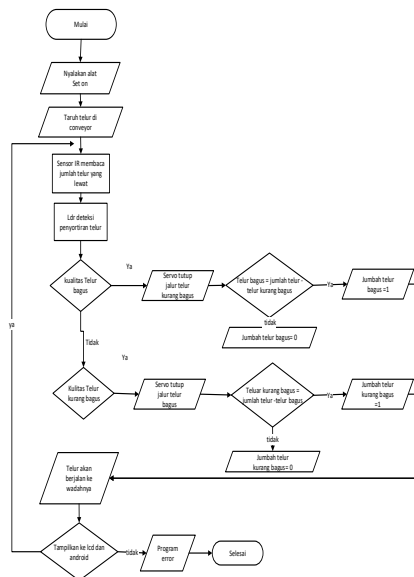 Mulai
Nyalakan alat
Set on
Taruh telur di
conveyor
Sensor IR membaca
jumlah telur yang
lewat
Ldr deteksi
penyortiran telur
kualitas Telur
bagus
Ya
Servo tutup
jalur telur
kurang bagus
Telur bagus = jumlah telur -
telur kurang bagus
Ya
Jumbah telur
bagus =1
tidak
Jumbah telur bagus= 0
ya
Tidak
Ya
Kulitas Telur
kurang bagus
Servo tutup
jalur telur
bagus
Teluar kurang bagus =
jumlah telur -telur bagus
Ya
Jumbah telur
kurang bagus
=1
tidak
Jumbah telur
kurang bagus= 0
Telur akan
berjalan ke
wadahnya
Tampilkan ke lcd dan
android
tidak
Program
error
Selesai